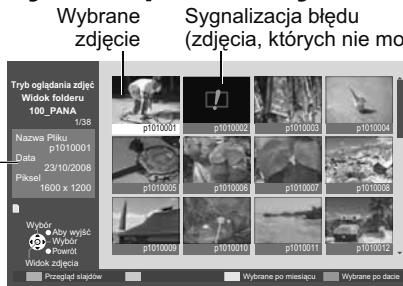 Wybrane
zdjęcie
Sygnalizacja błędu
(zdjęcia, których nie mo
Tryb oglądania zdjęć
Widok folderu
100_PANA
1/38
Nazwa Pliku
p1010001
Data
23/10/2008
Piksel
1600 x 1200
Wybór
Aby wyjść
Wybór
Powrót
Widok zdjęcia
p1010001
p1010002
p1010003
p1010004
p1010005
p1010006
p1010007
p1010008
p1010009
p1010010
p1010011
p1010012
Przegląd slajdów
Wybrane po miesiącu
Wybrane po dacie